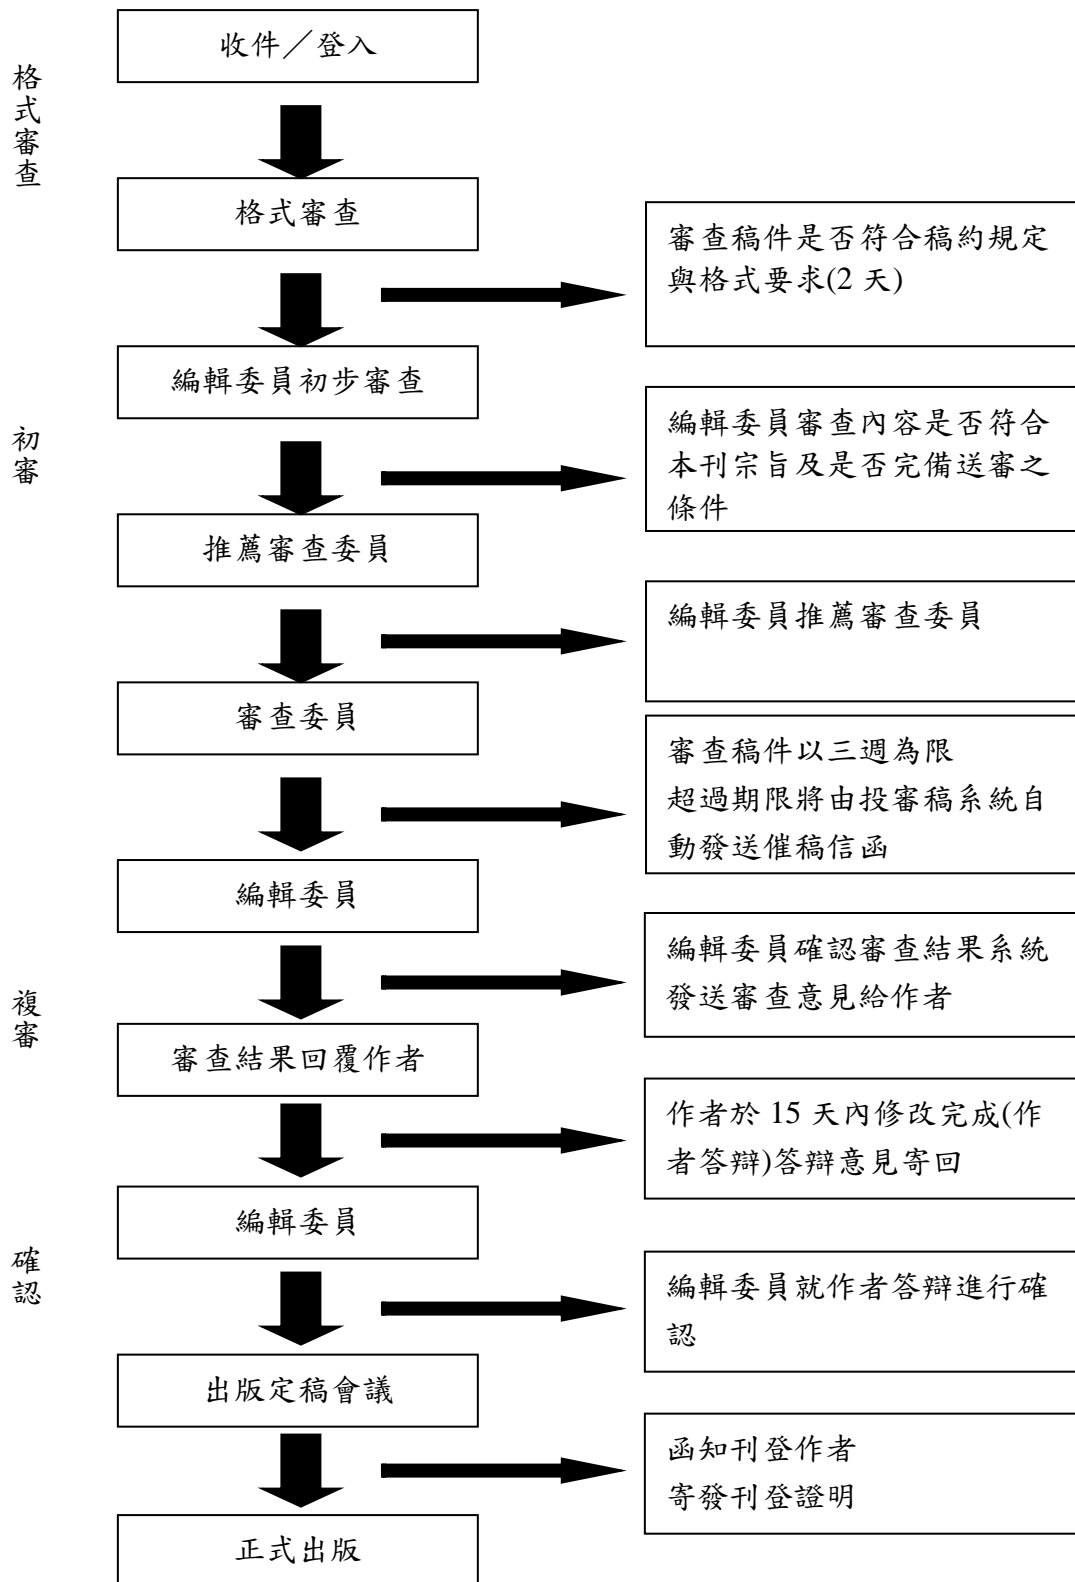 收件／登入
格式審查
格式審查
審查稿件是否符合稿約規定
與格式要求(2 天)
編輯委員初步審查
初審
編輯委員審查內容是否符合
本刊宗旨及是否完備送審之
條件
推薦審查委員
編輯委員推薦審查委員
審查委員
審查稿件以三週為限
超過期限將由投審稿系統自
動發送催稿信函
編輯委員
編輯委員確認審查結果系統
發送審查意見給作者
複審
審查結果回覆作者
作者於 15 天內修改完成(作
者答辯)答辯意見寄回
編輯委員
確認
編輯委員就作者答辯進行確
認
出版定稿會議
函知刊登作者
寄發刊登證明
正式出版